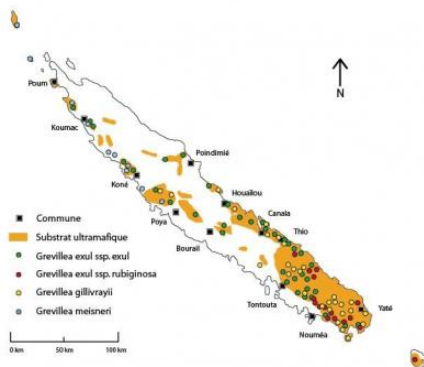 N
Poum
Koumac
Poindimié
Koné
Houaïlou
Poya
Canala
Thio
Bourail
Tontouta
Yaté
Nouméa
Commune
Substrat ultramafique
Grevillea exul ssp.exul
Grevillea exul ssp.rubiginosa
Grevillea gillivrayii
Grevillea meisneri
0 km 50 km 100 km